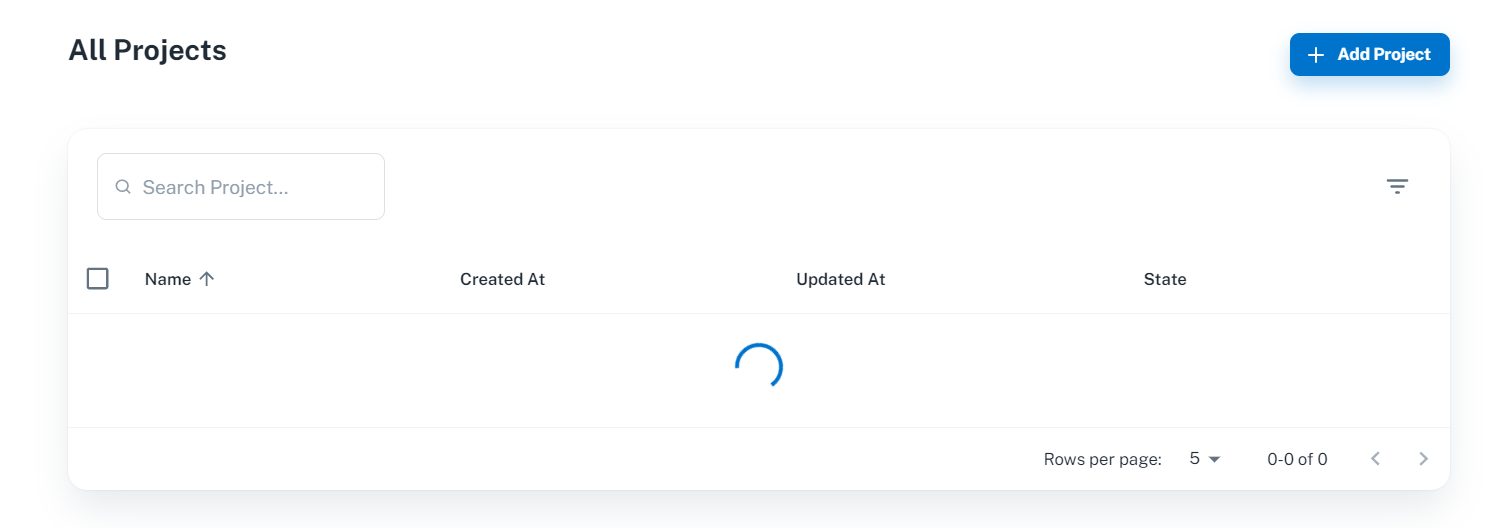 All Projects
Add Project
Search Project...
Name Created At Updated At State
Rows per page: 5 0-0 of 0